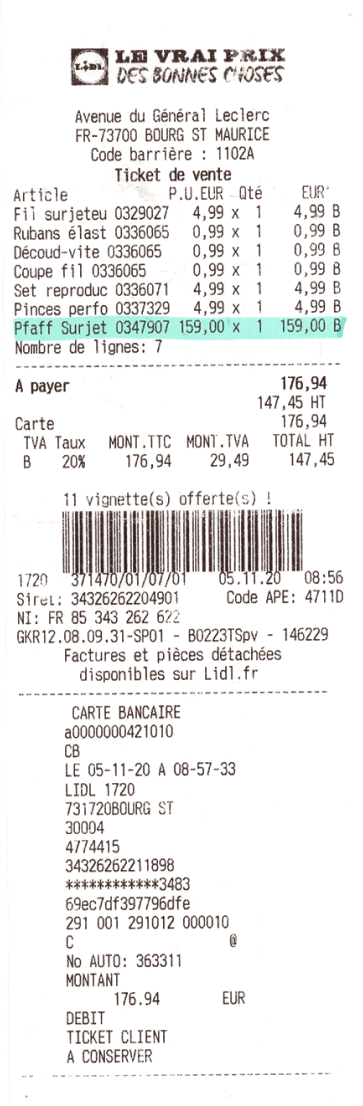 LIDL LE VRAI PRIX
DES BONNES CHOSES
Avenue du Général Leclerc
FR-73700 BOURG ST MAURICE
Code barrière : 1102A
Ticket de vente
Article P.U.EUR Qté EUR
Fil surjeteu 0329027 4,99 x 1 4,99 B
Rubans élast 0336065 0,99 x 1 0,99 B
Découd-vite 0336065 0,99 x 1 0,99 B
Coupe fil 0336065 0,99 x 1 0,99 B
Set reproduc 0336071 4,99 x 1 4,99 B
Pinces perfo 0337329 4,99 x 1 4,99 B
Pfaff Surjet 0347907 159,00 x 1 159,00 B
Nombre de lignes: 7
A payer 176,94
147,45 HT
Carte 176,94
TVA Taux MONT.TTC MONT.TVA TOTAL HT
B 20% 176,94 29,49 147,45
11 vignette(s) offerte(s) !
1720 371470/01/07/01 05.11.20 08:56
Siret: 34326262204901 Code APE: 4711D
NI: FR 85 343 262 622
GKR12.08.09.31-SP01 - B0223TSpv - 146229
Factures et pièces détachées
disponibles sur Lidl.fr
CARTE BANCAIRE
a0000000421010
CB
LE 05-11-20 A 08-57-33
LIDL 1720
731720BOURG ST
30004
4774415
34326262211898
************3483
69ec7df397796dfe
291 001 291012 000010
C @
No AUTO: 363311
MONTANT
176.94 EUR
DEBIT
TICKET CLIENT
A CONSERVER